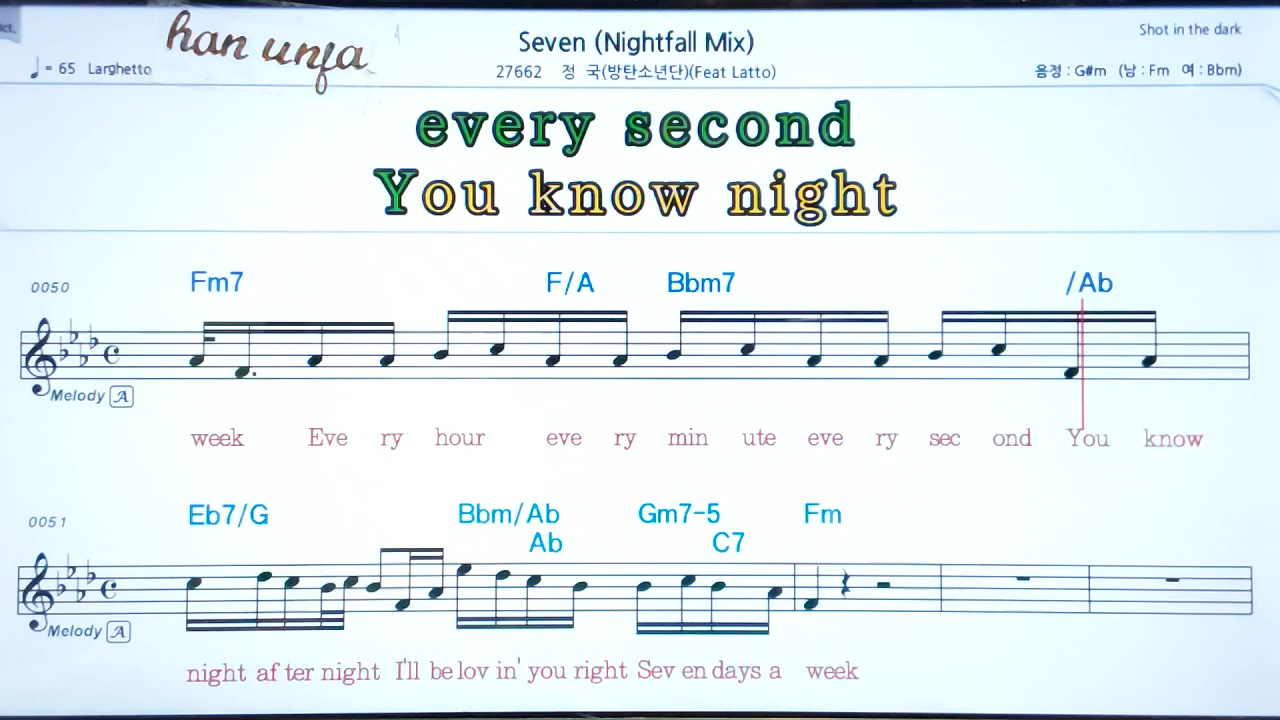 han unfa
Seven (Nightfall Mix)
Shot in the dark
♩= 65 Larghetto
27662 정 국(방탄소년단)(Feat Latto)
음정 : G#m (남 : Fm 여 : Bbm)
every second
You know night
0050 Fm7 F/A Bbm7 /Ab
Melody A
week Eve ry hour eve ry min ute eve ry sec ond You know
0051 Eb7/G Bbm/Ab Gm7-5 Fm
Ab C7
Melody A
night af ter night I'll be lov in' you right Sev en days a week